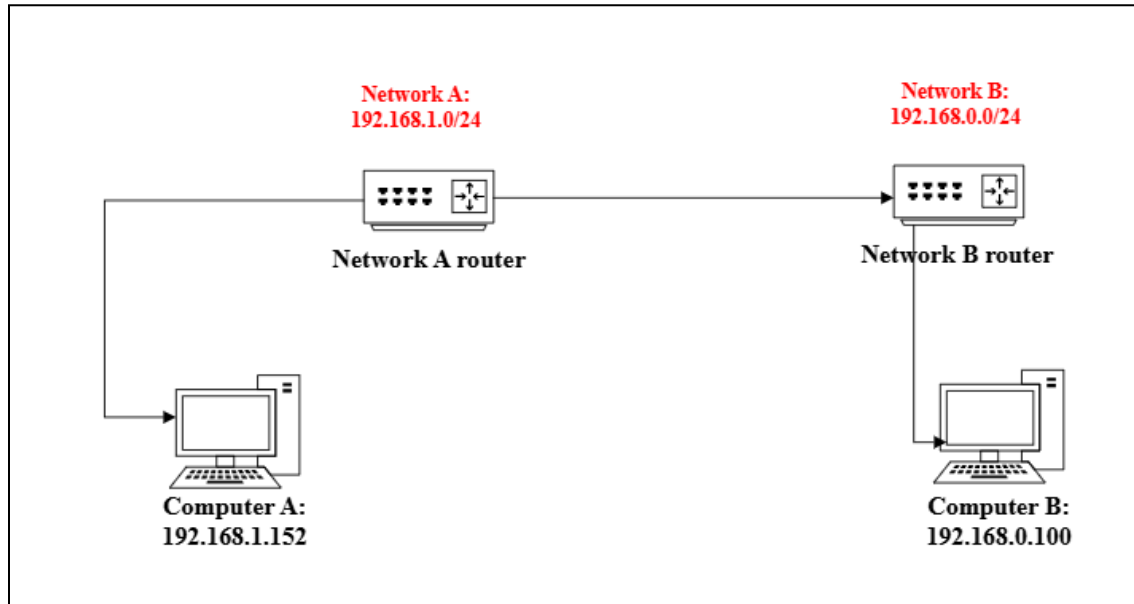 Network A:
192.168.1.0/24
Network B:
192.168.0.0/24
Network A router
Network B router
Computer A:
192.168.1.152
Computer B:
192.168.0.100